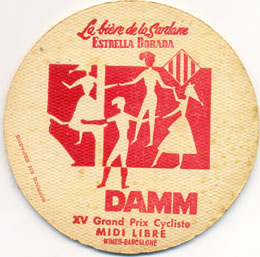 La bière de la Sardane
ESTRELLA DORADA
DAMM
XV Grand Prix Cycliste
MIDI LIBRE
NIMES-BARCELONE